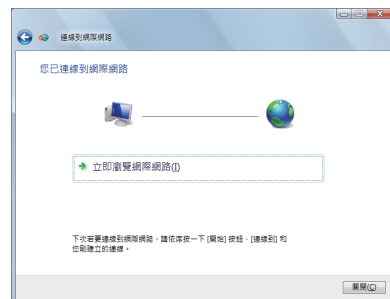 連線到網際網路
您已連線到網際網路
立即瀏覽網際網路(I)
下次若要連線到網際網路，請依序按一下 [開始] 按鈕、[連線到] 和
您剛建立的連線。
關閉(C)